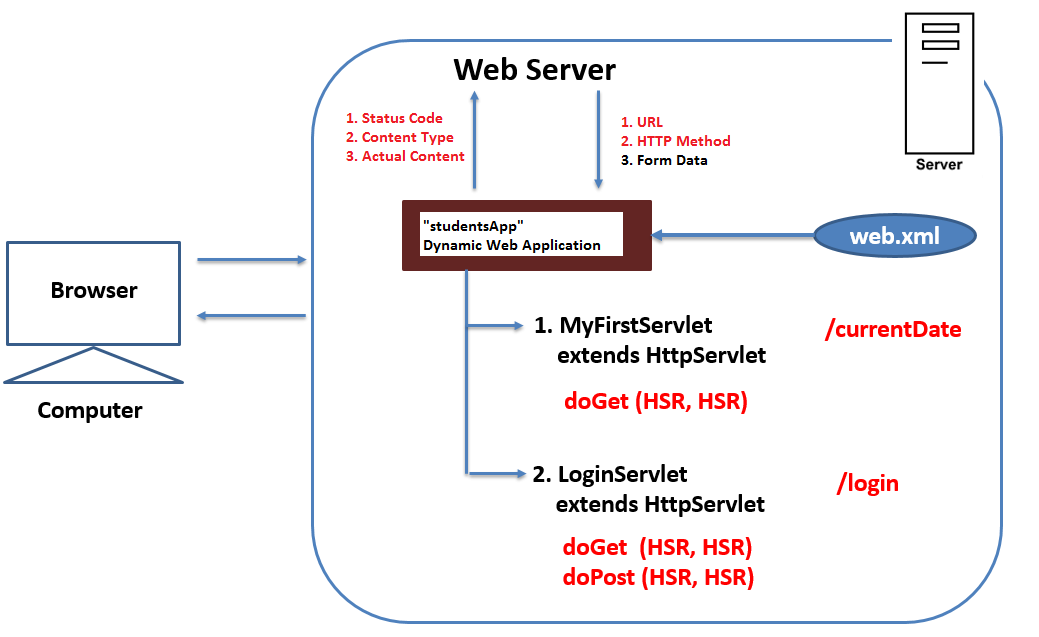 Web Server
Server
1. Status Code
2. Content Type
3. Actual Content
1. URL
2. HTTP Method
3. Form Data
"studentsApp"
Dynamic Web Application
web.xml
Browser
Computer
1. MyFirstServlet
extends HttpServlet
/currentDate
doGet (HSR, HSR)
2. LoginServlet
extends HttpServlet
/login
doGet (HSR, HSR)
doPost (HSR, HSR)